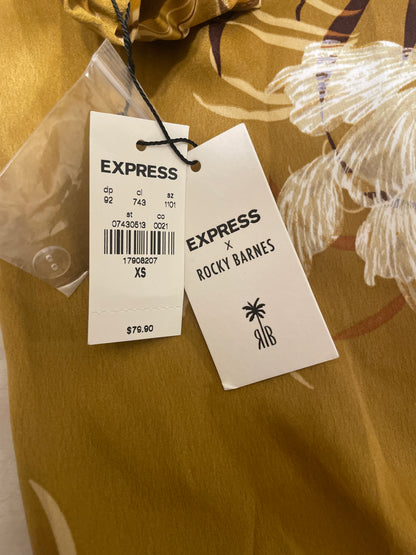 EXPRESS
dp cl sz
92 743 1101
st co
07430513 0021
17908207
XS
$79.90
EXPRESS
X
ROCKY BARNES
RB